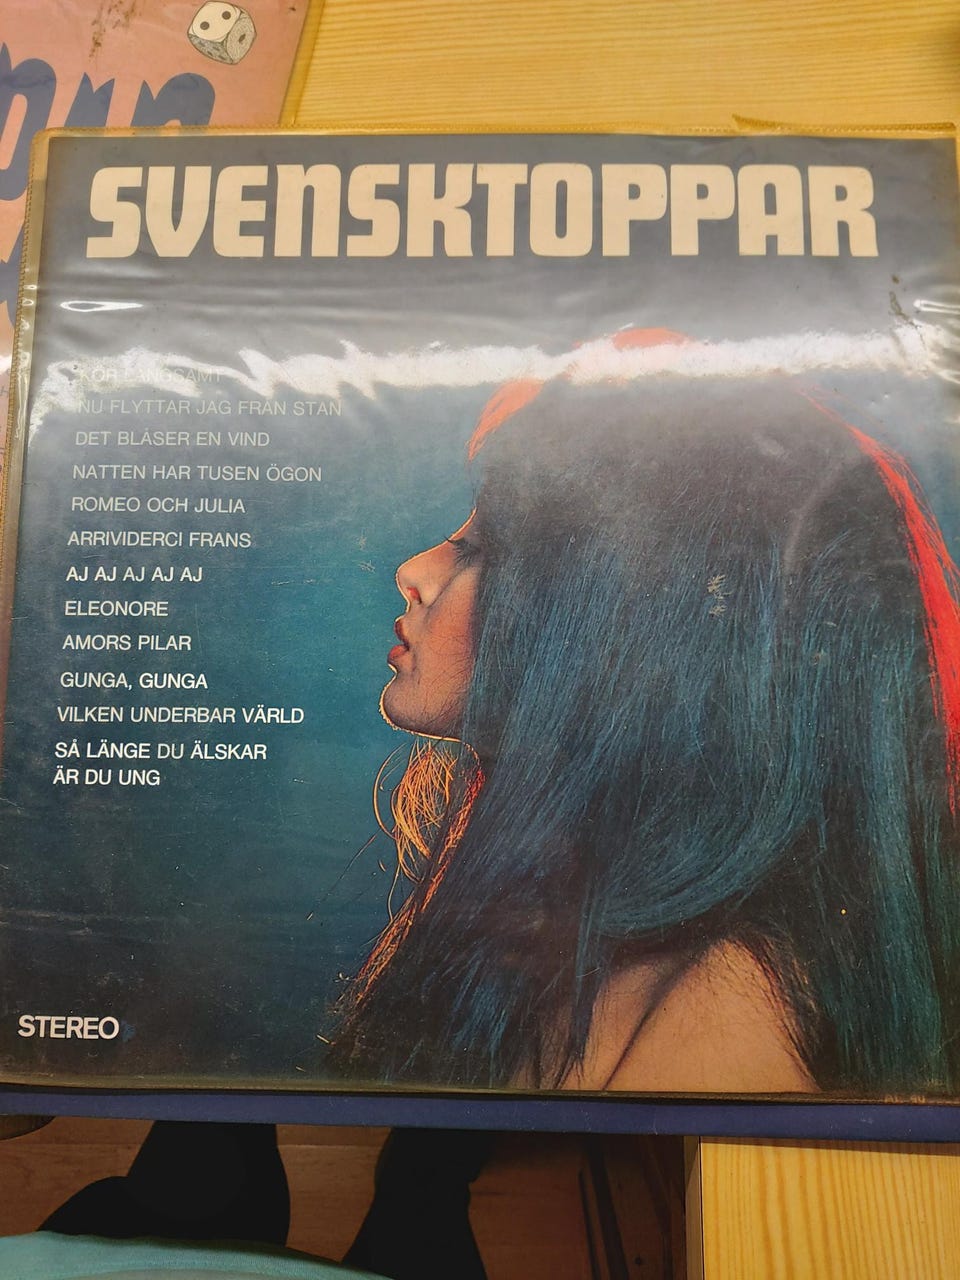 SVENSKTOPPAR
KÖR LÅNGSAMT
NU FLYTTAR JAG FRÅN STAN
DET BLÅSER EN VIND
NATTEN HAR TUSEN ÖGON
ROMEO OCH JULIA
ARRIVIDERCI FRANS
AJ AJ AJ AJ AJ
ELEONORE
AMORS PILAR
GUNGA, GUNGA
VILKEN UNDERBAR VÄRLD
SÅ LÄNGE DU ÄLSKAR
ÄR DU UNG
STEREO